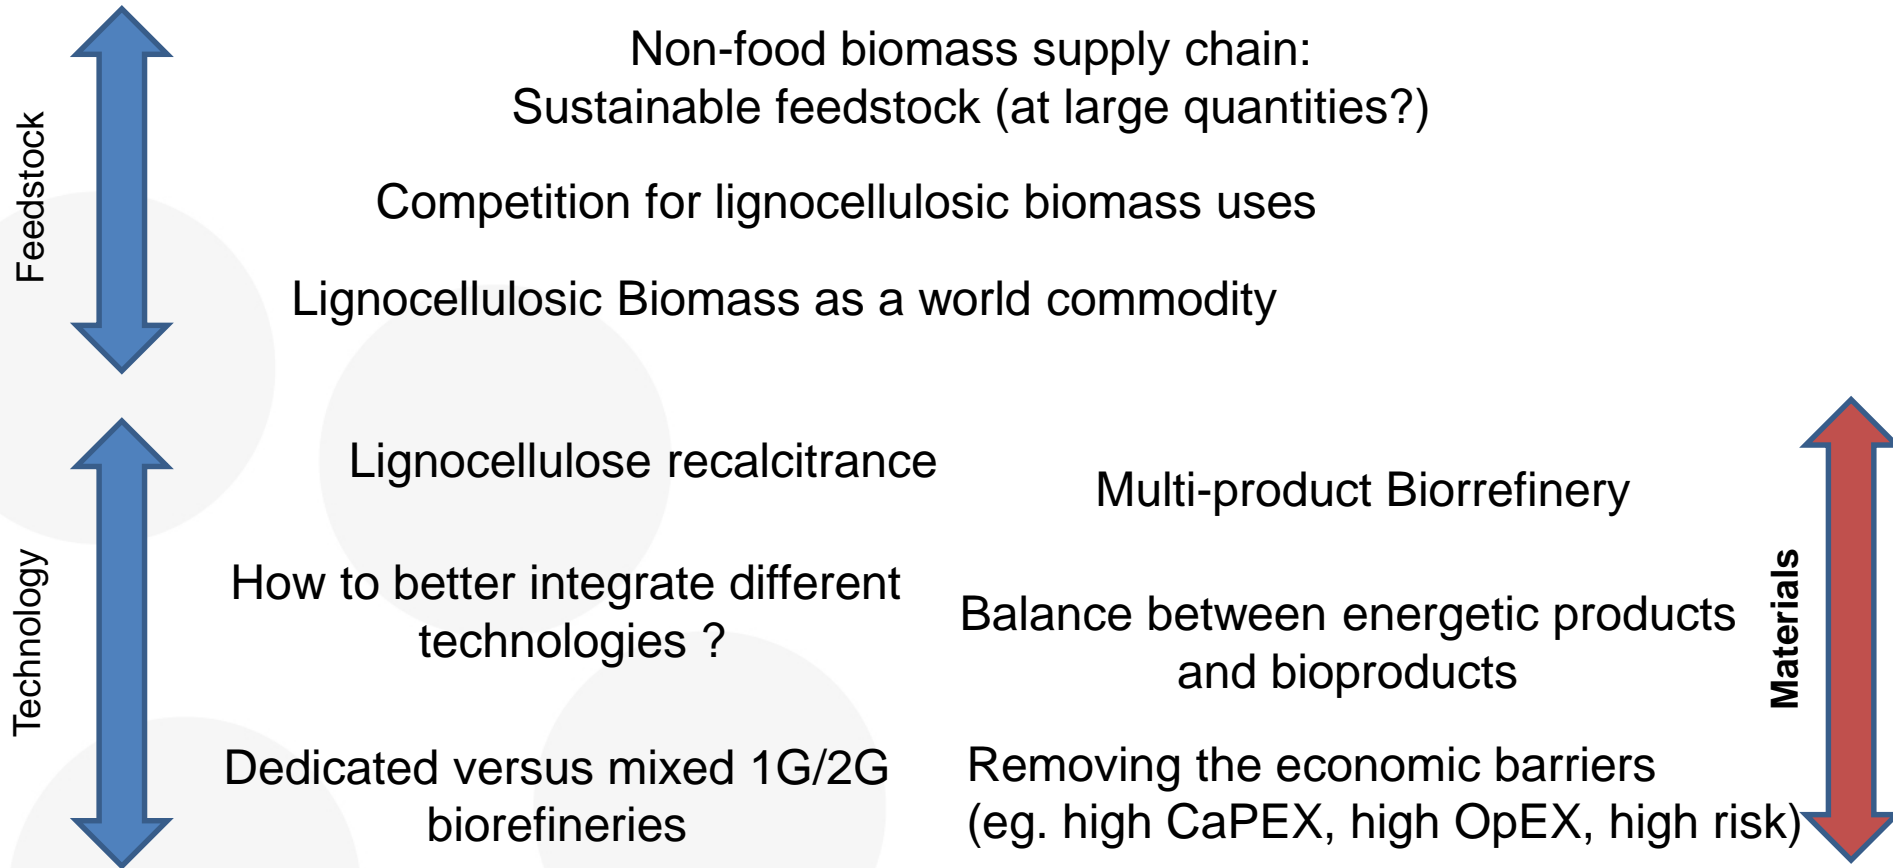 Feedstock
Non-food biomass supply chain:
Sustainable feedstock (at large quantities?)
Competition for lignocellulosic biomass uses
Lignocellulosic Biomass as a world commodity
Technology
Lignocellulose recalcitrance
How to better integrate different
technologies ?
Dedicated versus mixed 1G/2G
biorefineries
Multi-product Biorrefinery
Balance between energetic products
and bioproducts
Removing the economic barriers
(eg. high CaPEX, high OpEX, high risk)
Materials